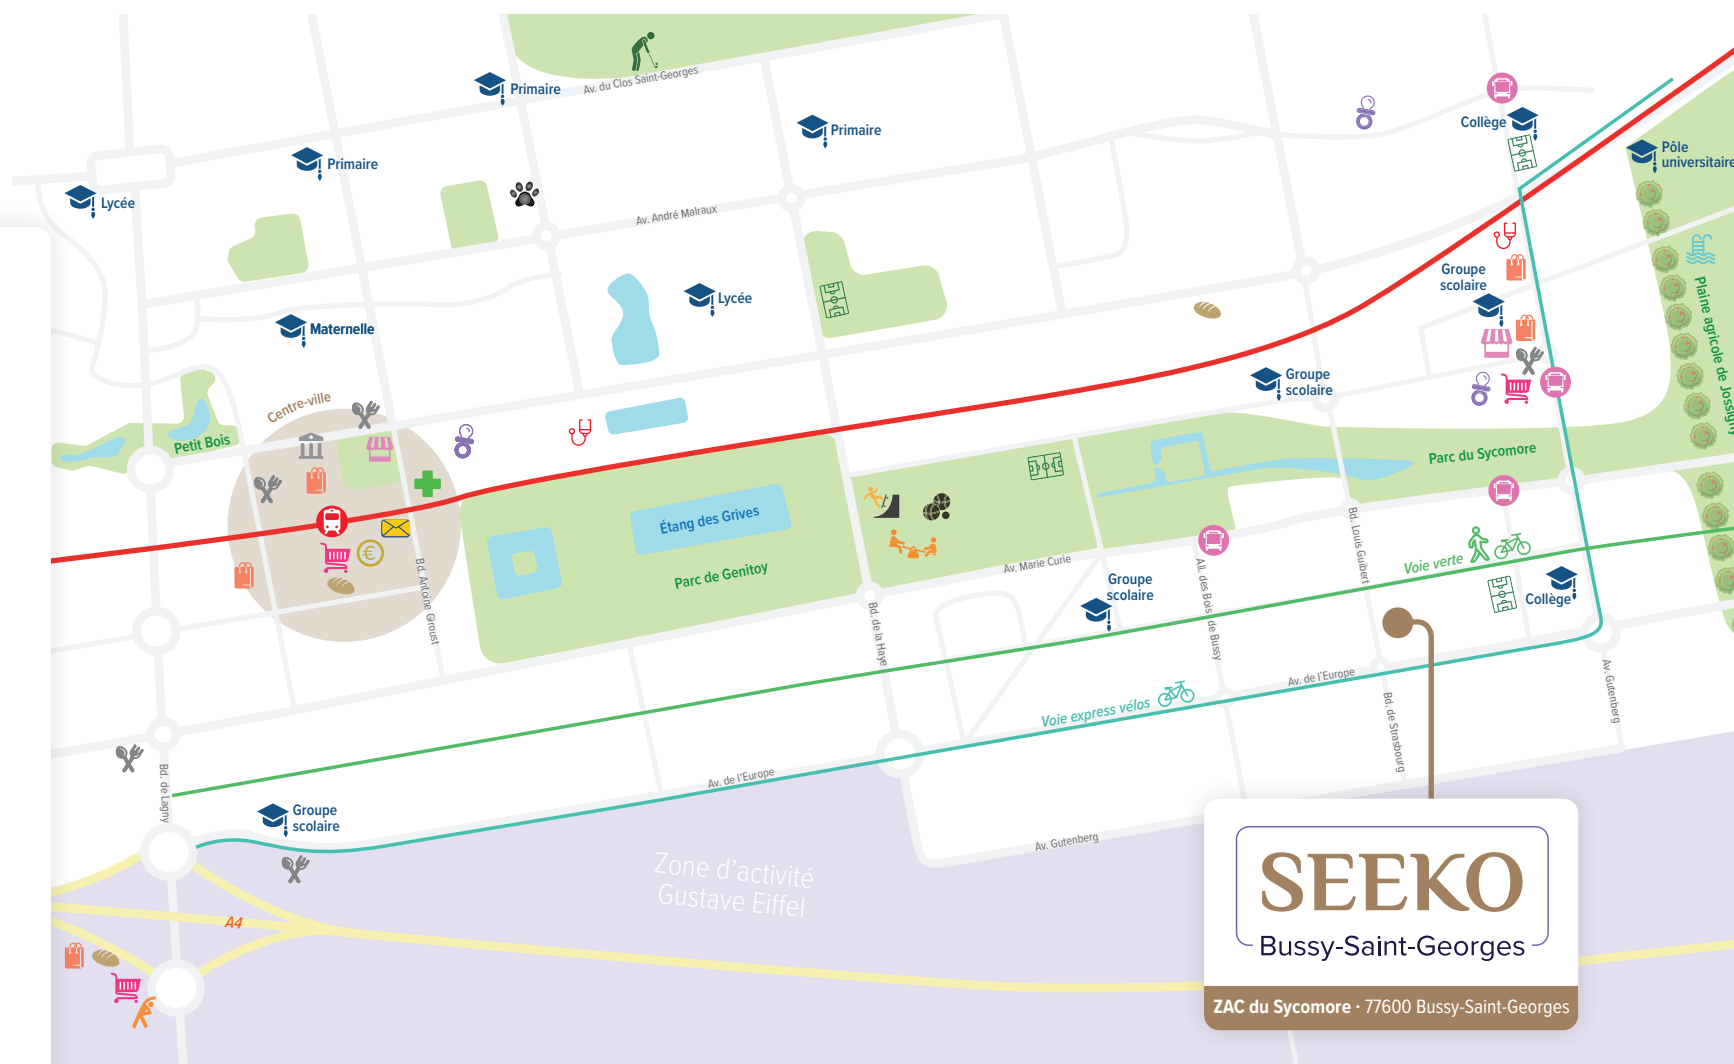 Av. du Clos Saint-Georges
Primaire
Primaire
Primaire
Collège
Pôle
universitaire
Lycée
Av. André Malraux
Lycée
Groupe
scolaire
Maternelle
Plaine agricole de Jossigny
Groupe
scolaire
Centre-ville
Petit Bois
Parc du Sycomore
Étang des Grives
Parc de Genitoy
Bd. Antoine Giroust
Av. Marie Curie
Bd. Louis Guibert
All. des Bois de Bussy
Voie verte
Groupe
scolaire
Collège
Bd. de la Haye
Av. de l'Europe
Av. Gutenberg
Voie express vélos
Bd. de Strasbourg
Bd. de Lagny
Av. de l'Europe
Groupe
scolaire
Av. Gutenberg
Zone d'activité
Gustave Eiffel
A4
€
SEEKO
Bussy-Saint-Georges
ZAC du Sycomore · 77600 Bussy-Saint-Georges